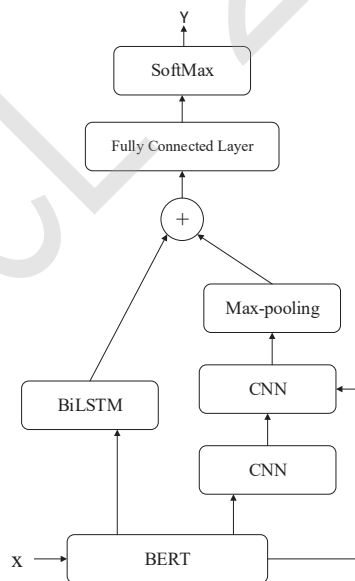 Y
SoftMax
Fully Connected Layer
+
Max-pooling
CNN
BiLSTM
CNN
X
BERT